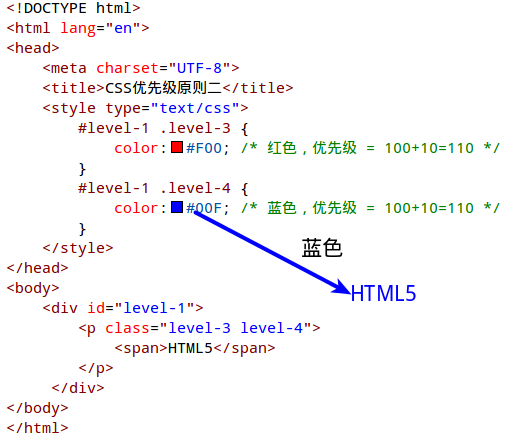 <!DOCTYPE html>
<html lang="en">
<head>
    <meta charset="UTF-8">
    <title>CSS优先级原则二</title>
    <style type="text/css">
        #level-1 .level-3 {
            color:#F00; /* 红色，优先级 = 100+10=110 */
        }
        #level-1 .level-4 {
            color:#00F; /* 蓝色，优先级 = 100+10=110 */
        }
    </style>
蓝色
</head>
HTML5
<body>
    <div id="level-1">
        <p class="level-3 level-4">
            <span>HTML5</span>
        </p>
     </div>
</body>
</html>